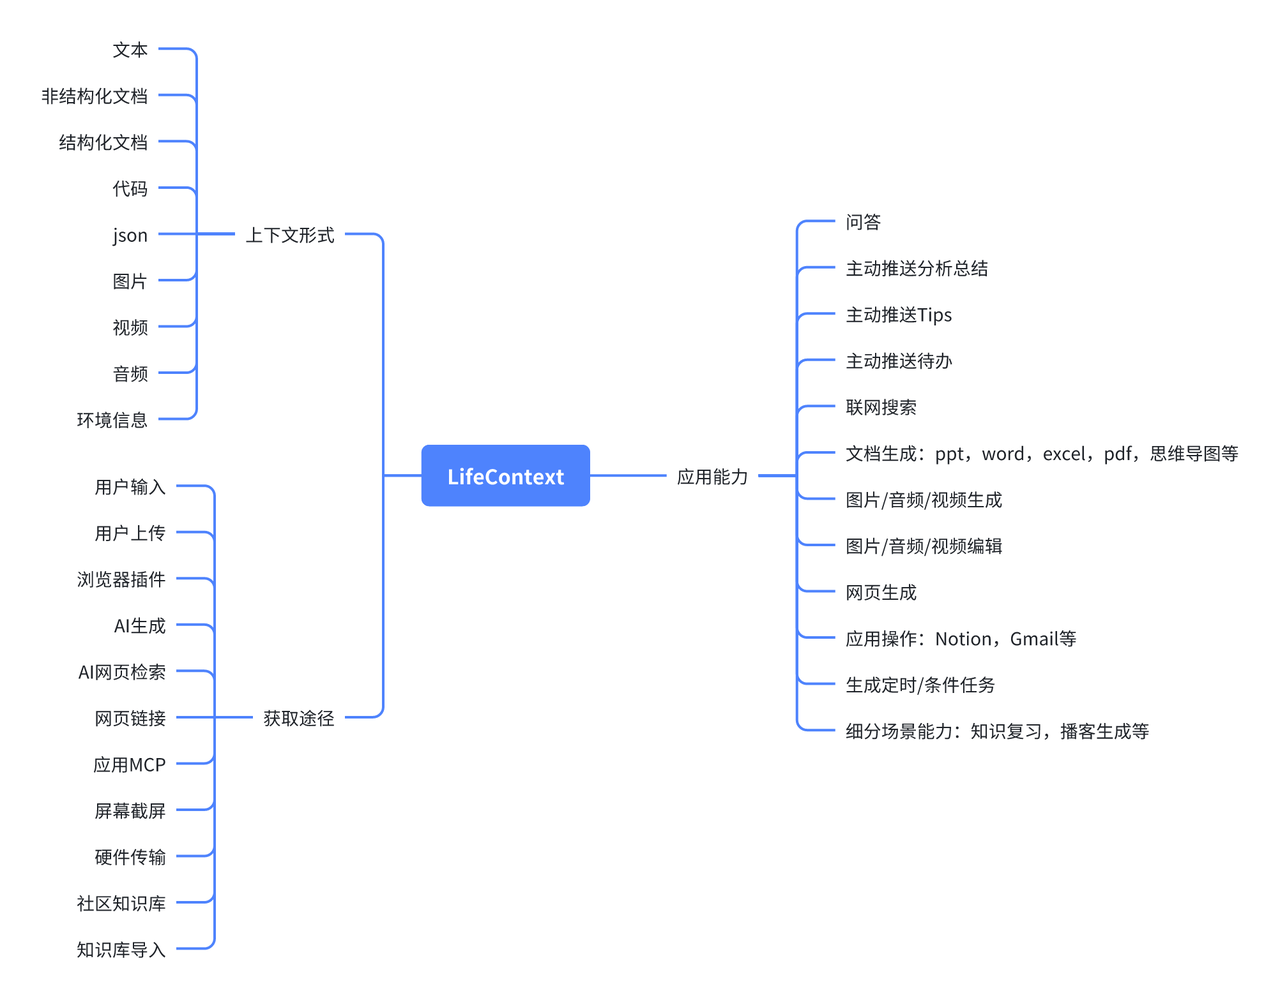 文本
非结构化文档
结构化文档
代码
json
图片
视频
音频
环境信息
上下文形式
用户输入
用户上传
浏览器插件
AI生成
AI网页检索
网页链接
应用MCP
屏幕截屏
硬件传输
社区知识库
知识库导入
获取途径
LifeContext
应用能力
问答
主动推送分析总结
主动推送Tips
主动推送待办
联网搜索
文档生成：ppt，word，excel，pdf，思维导图等
图片/音频/视频生成
图片/音频/视频编辑
网页生成
应用操作：Notion，Gmail等
生成定时/条件任务
细分场景能力：知识复习，播客生成等